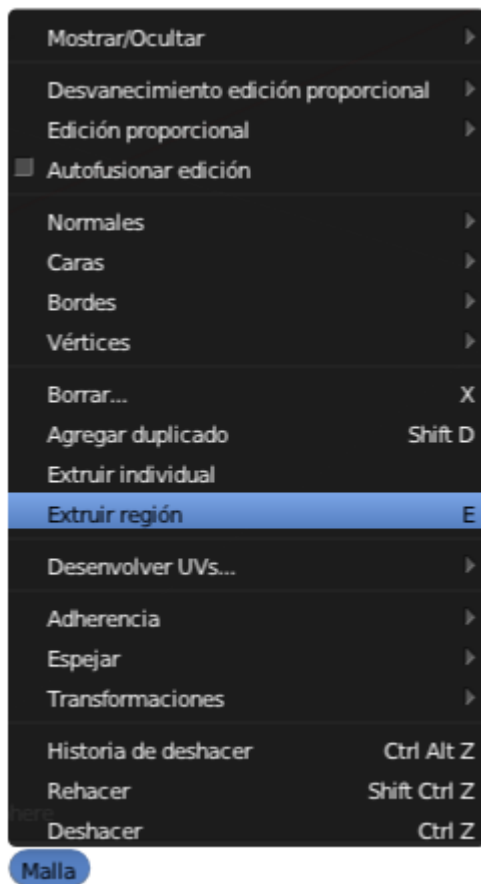 Mostrar/Ocultar
Desvanecimiento edición proporcional
Edición proporcional
Autofusionar edición
Normales
Caras
Bordes
Vértices
Borrar... X
Agregar duplicado Shift D
Extruir individual
Extruir región E
Desenvolver UVs...
Adherencia
Espejar
Transformaciones
Historia de deshacer Ctrl Alt Z
Rehacer Shift Ctrl Z
here
Deshacer Ctrl Z
Malla